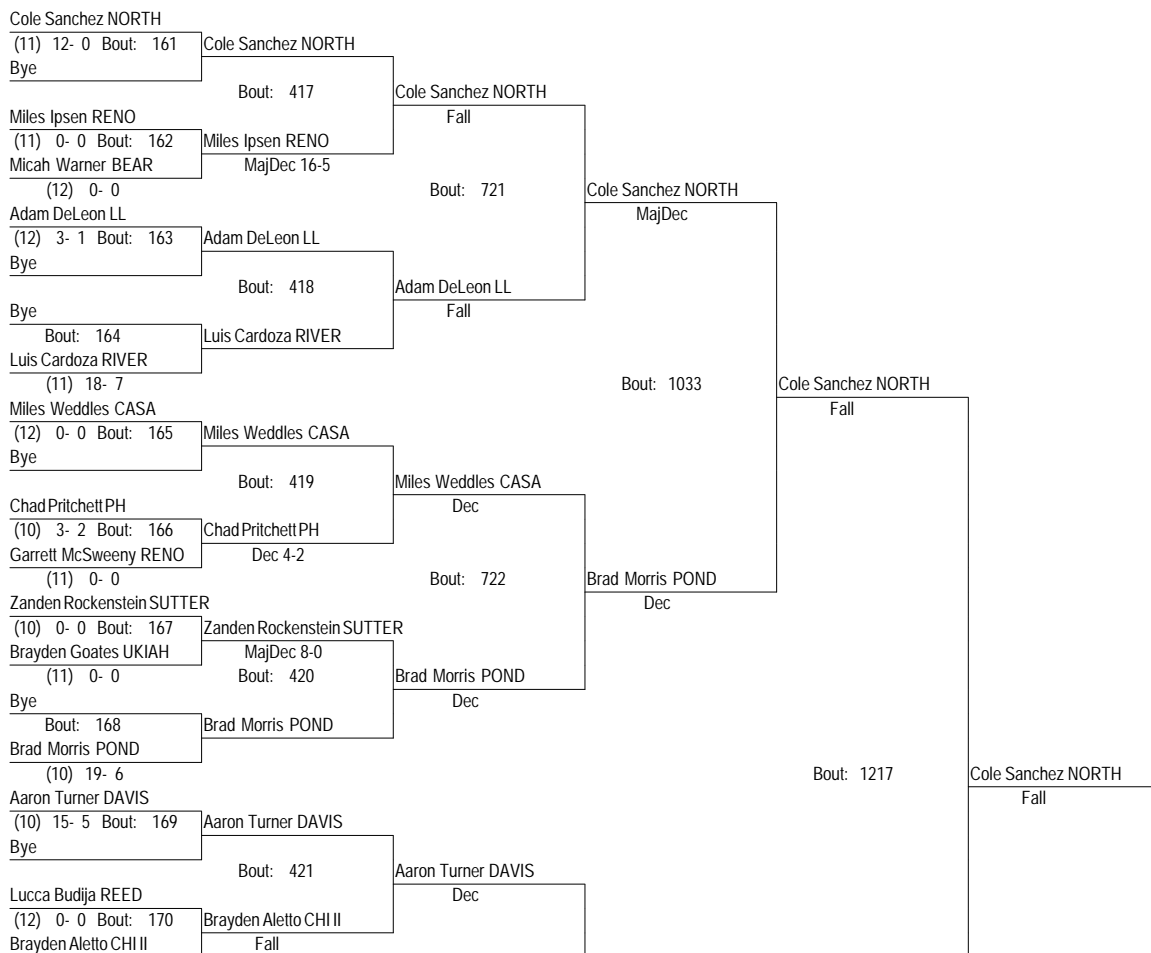 Cole Sanchez NORTH
(11) 12- 0 Bout: 161 Cole Sanchez NORTH
Bye
Bout: 417 Cole Sanchez NORTH
Miles Ipsen RENO Fall
(11) 0- 0 Bout: 162 Miles Ipsen RENO
Micah Warner BEAR MajDec 16-5
(12) 0- 0 Bout: 721 Cole Sanchez NORTH
Adam DeLeon LL MajDec
(12) 3- 1 Bout: 163 Adam DeLeon LL
Bye
Bout: 418 Adam DeLeon LL
Bye Fall
Bout: 164 Luis Cardoza RIVER
Luis Cardoza RIVER
(11) 18- 7 Bout: 1033 Cole Sanchez NORTH
Miles Weddles CASA Fall
(12) 0- 0 Bout: 165 Miles Weddles CASA
Bye
Bout: 419 Miles Weddles CASA
Chad Pritchett PH Dec
(10) 3- 2 Bout: 166 Chad Pritchett PH
Garrett McSweeny RENO Dec 4-2
(11) 0- 0 Bout: 722 Brad Morris POND
Zanden Rockenstein SUTTER Dec
(10) 0- 0 Bout: 167 Zanden Rockenstein SUTTER
Brayden Goates UKIAH MajDec 8-0
(11) 0- 0 Bout: 420 Brad Morris POND
Bye Dec
Bout: 168 Brad Morris POND
Brad Morris POND
(10) 19- 6 Bout: 1217 Cole Sanchez NORTH
Aaron Turner DAVIS Fall
(10) 15- 5 Bout: 169 Aaron Turner DAVIS
Bye
Bout: 421 Aaron Turner DAVIS
Lucca Budija REED Dec
(12) 0- 0 Bout: 170 Brayden Aletto CHI II
Brayden Aletto CHI II Fall